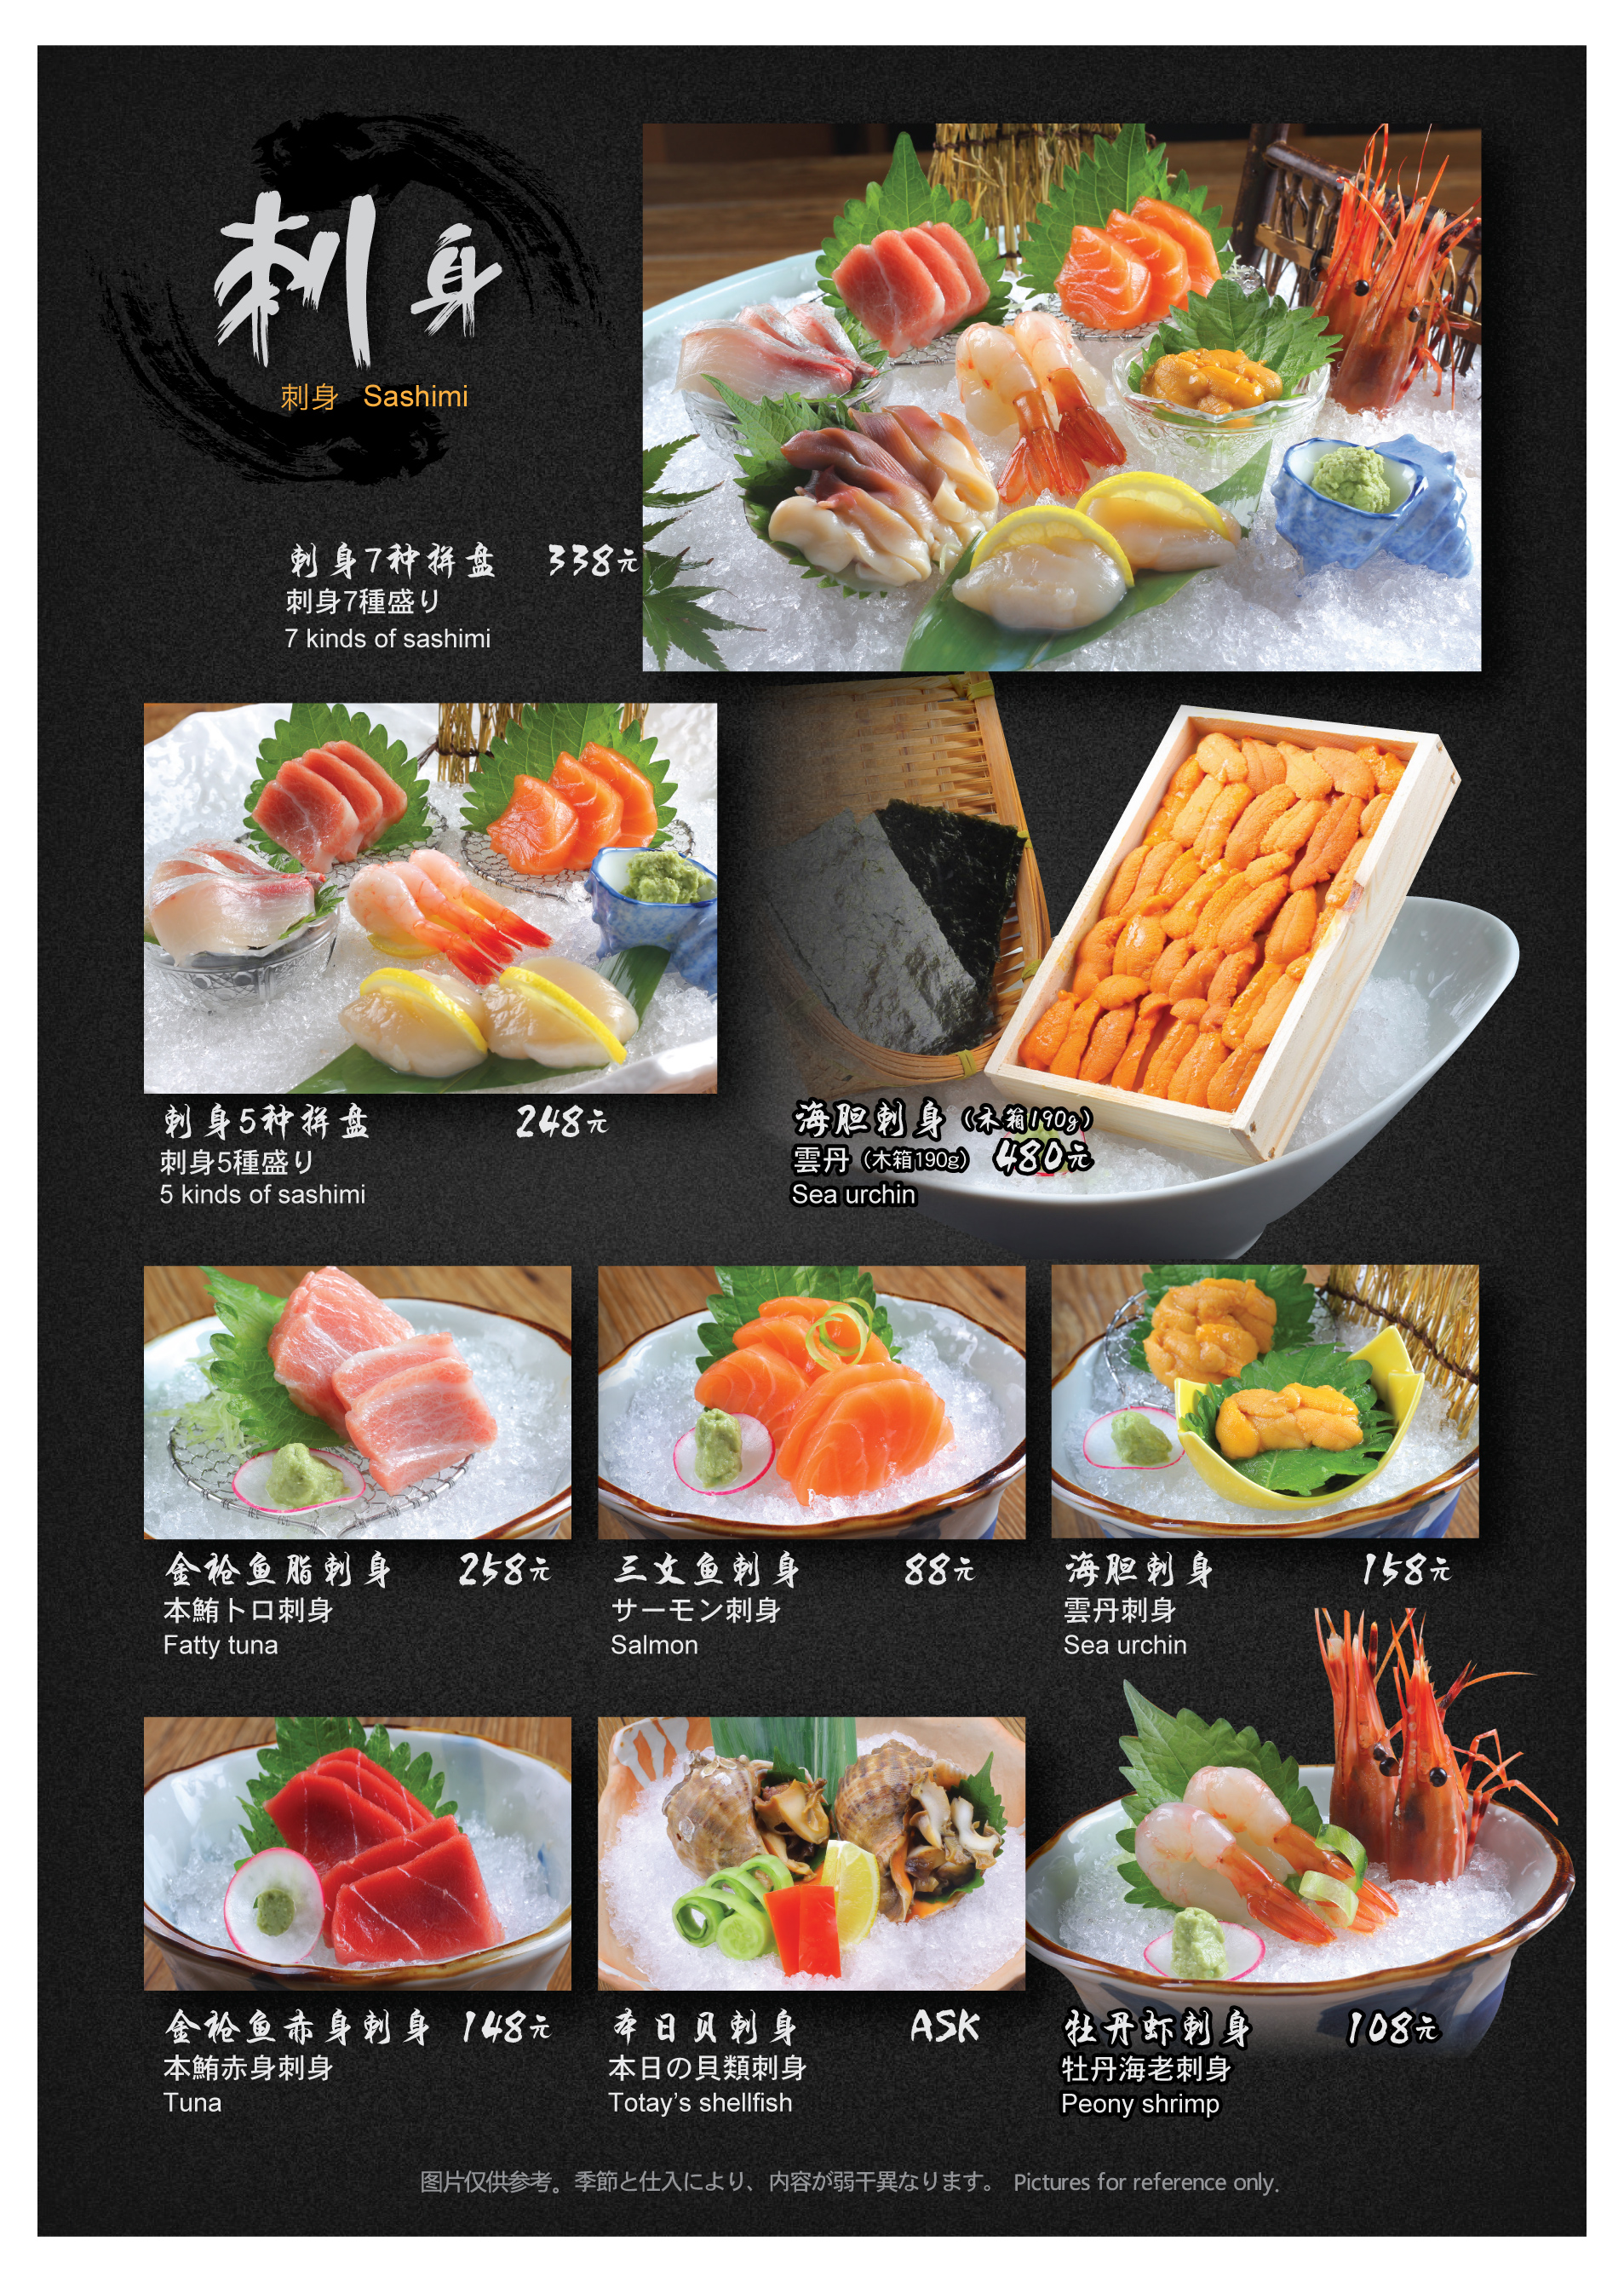 刺身
刺身 Sashimi
刺身7种拼盘 338元
刺身7種盛り
7 kinds of sashimi
刺身5种拼盘 248元
刺身5種盛り
5 kinds of sashimi
海胆刺身（木箱190g）
雲丹（木箱190g） 480元
Sea urchin
金枪鱼脂刺身 258元
本鮪トロ刺身
Fatty tuna
三文鱼刺身 88元
サーモン刺身
Salmon
海胆刺身 158元
雲丹刺身
Sea urchin
金枪鱼赤身刺身 148元
本鮪赤身刺身
Tuna
本日贝刺身 ASK
本日の貝類刺身
Totay's shellfish
牡丹虾刺身 108元
牡丹海老刺身
Peony shrimp
图片仅供参考。季節と仕入により、内容が弱干異なります。 Pictures for reference only.